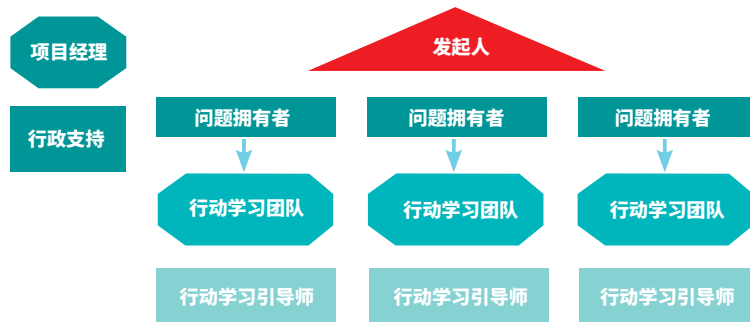 项目经理
行政支持
发起人
问题拥有者
问题拥有者
问题拥有者
行动学习团队
行动学习团队
行动学习团队
行动学习引导师
行动学习引导师
行动学习引导师